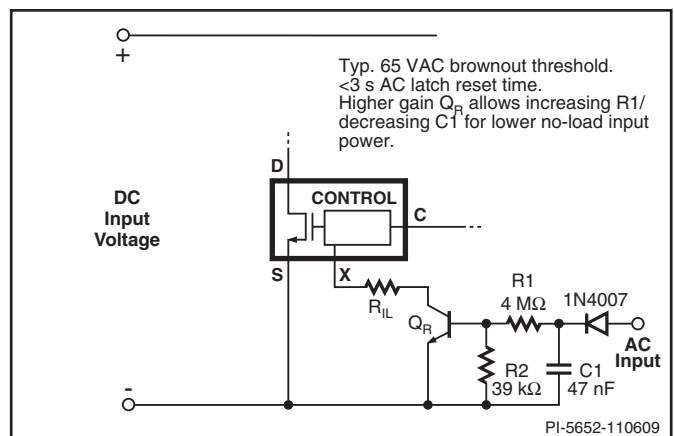 +
Typ. 65 VAC brownout threshold.
<3 s AC latch reset time.
Higher gain QR allows increasing R1/
decreasing C1 for lower no-load input
power.
D
CONTROL
C
DC
Input
Voltage
S
X
RIL
QR
R1
4 MΩ
1N4007
AC
Input
R2
39 kΩ
C1
47 nF
-
PI-5652-110609